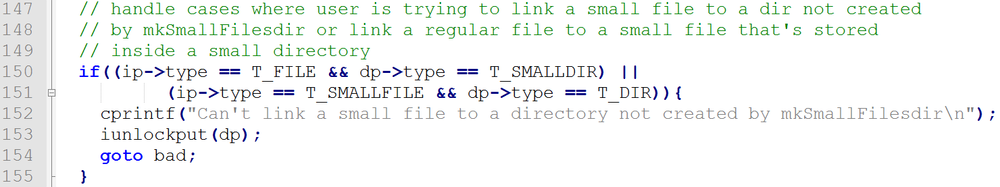 147 // handle cases where user is trying to link a small file to a dir not created
148 // by mkSmallFilesdir or link a regular file to a small file that's stored
149 // inside a small directory
150 if((ip->type == T_FILE && dp->type == T_SMALLDIR) ||
151 (ip->type == T_SMALLFILE && dp->type == T_DIR)){
152 cprintf("Can't link a small file to a directory not created by mkSmallFilesdir\n");
153 iunlockput(dp);
154 goto bad;
155 }